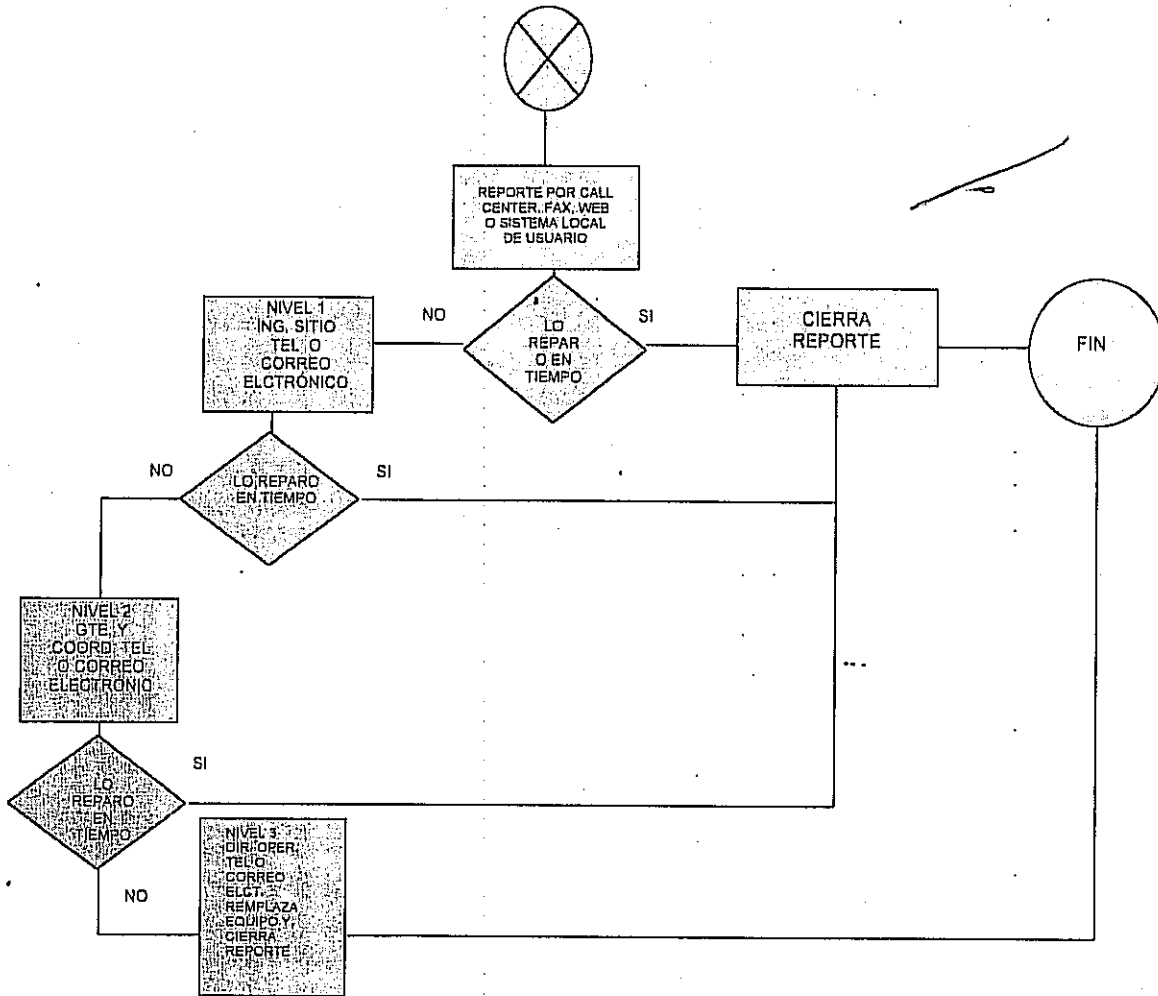 REPORTE POR CALL
CENTER, FAX, WEB
O SISTEMA LOCAL
DE USUARIO
NO
LO
REPAR
O EN
TIEMPO
SI
CIERRA
REPORTE
FIN
NIVEL 1
ING. SITIO
TEL O
CORREO
ELCTRÓNICO
NO
LO REPARO
EN TIEMPO
SI
NIVEL 2
GTE. Y
COORD. TEL
O CORREO
ELECTRONIO
LO
REPARO
EN
TIEMPO
SI
NO
NIVEL 3
DIR. OPER.
TEL O
CORREO
ELCT.
REMPLAZA
EQUIPO Y
CIERRA
REPORTE